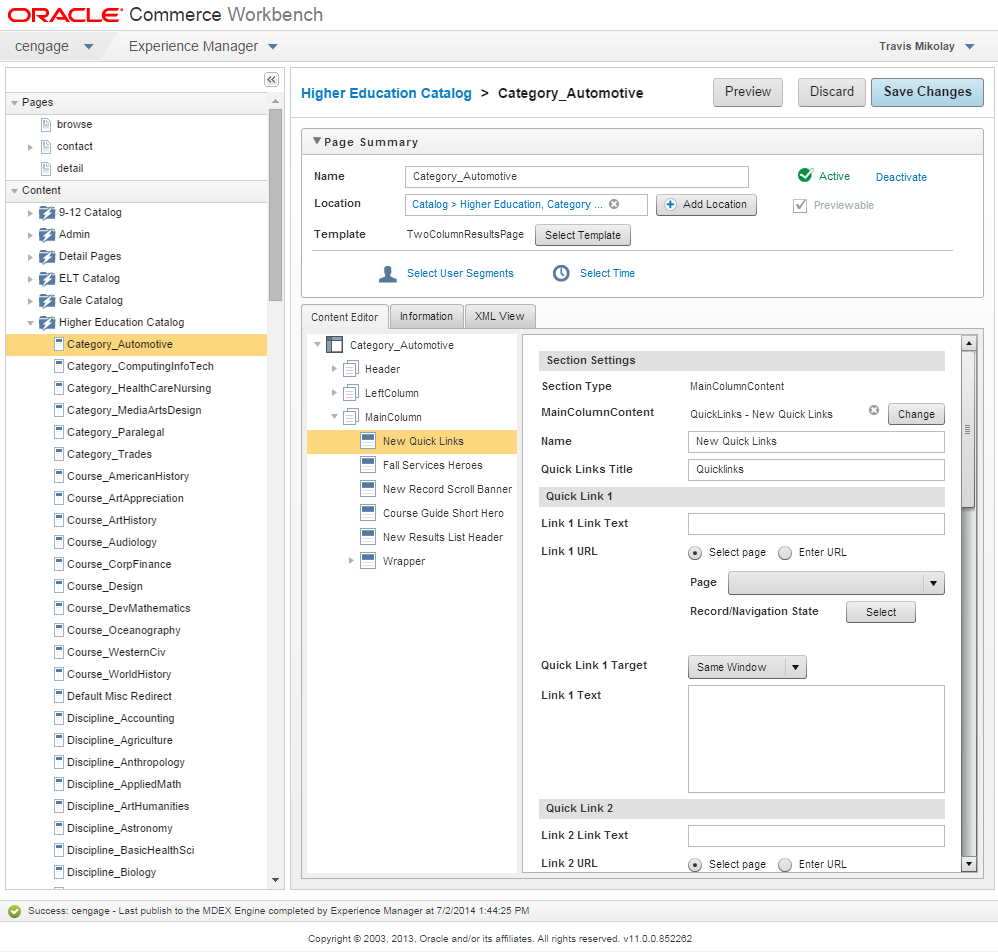 ORACLE Commerce Workbench
cengage Experience Manager Travis Mikolay
Pages
browse
contact
detail
Content
9-12 Catalog
Admin
Detail Pages
ELT Catalog
Gale Catalog
Higher Education Catalog
Category_Automotive
Category_ComputingInfoTech
Category_HealthCareNursing
Category_MediaArtsDesign
Category_Paralegal
Category_Trades
Course_AmericanHistory
Course_ArtAppreciation
Course_ArtHistory
Course_Audiology
Course_CorpFinance
Course_Design
Course_DevMathematics
Course_Oceanography
Course_WesternCiv
Course_WorldHistory
Default Misc Redirect
Discipline_Accounting
Discipline_Agriculture
Discipline_Anthropology
Discipline_AppliedMath
Discipline_ArtHumanities
Discipline_Astronomy
Discipline_BasicHealthSci
Discipline_Biology
Higher Education Catalog > Category_Automotive Preview Discard Save Changes
Page Summary
Name Category_Automotive Active Deactivate
Location Catalog > Higher Education, Category ... Add Location Previewable
Template TwoColumnResultsPage Select Template
Select User Segments Select Time
Content Editor Information XML View
Category_Automotive
Header
LeftColumn
MainColumn
New Quick Links
Fall Services Heroes
New Record Scroll Banner
Course Guide Short Hero
New Results List Header
Wrapper
Section Settings
Section Type MainColumnContent
MainColumnContent QuickLinks - New Quick Links Change
Name New Quick Links
Quick Links Title Quicklinks
Quick Link 1
Link 1 Link Text
Link 1 URL Select page Enter URL
Page
Record/Navigation State Select
Quick Link 1 Target Same Window
Link 1 Text
Quick Link 2
Link 2 Link Text
Link 2 URL Select page Enter URL
Success: cengage - Last publish to the MDEX Engine completed by Experience Manager at 7/2/2014 1:44:25 PM
Copyright © 2003, 2013, Oracle and/or its affiliates. All rights reserved. v11.0.0.852262